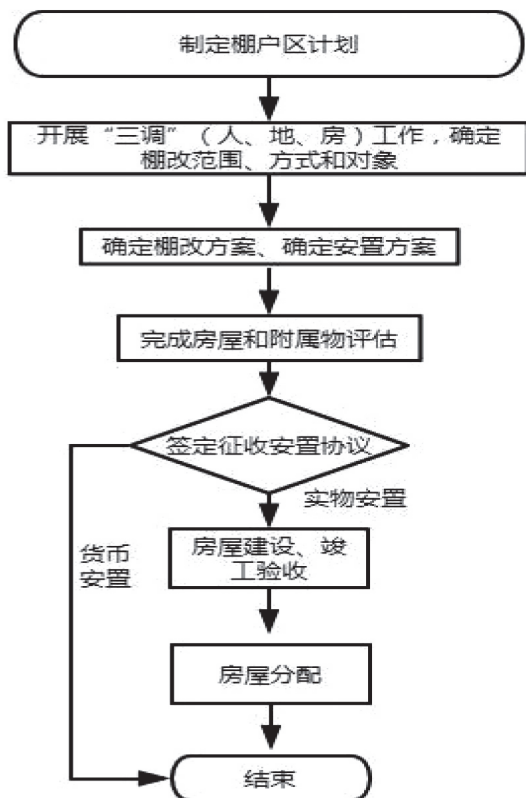 制定棚户区计划
开展“三调”（人、地、房）工作，确定
棚改范围、方式和对象
确定棚改方案、确定安置方案
完成房屋和附属物评估
签定征收安置协议
实物安置
货币
安置
房屋建设、竣
工验收
房屋分配
结束